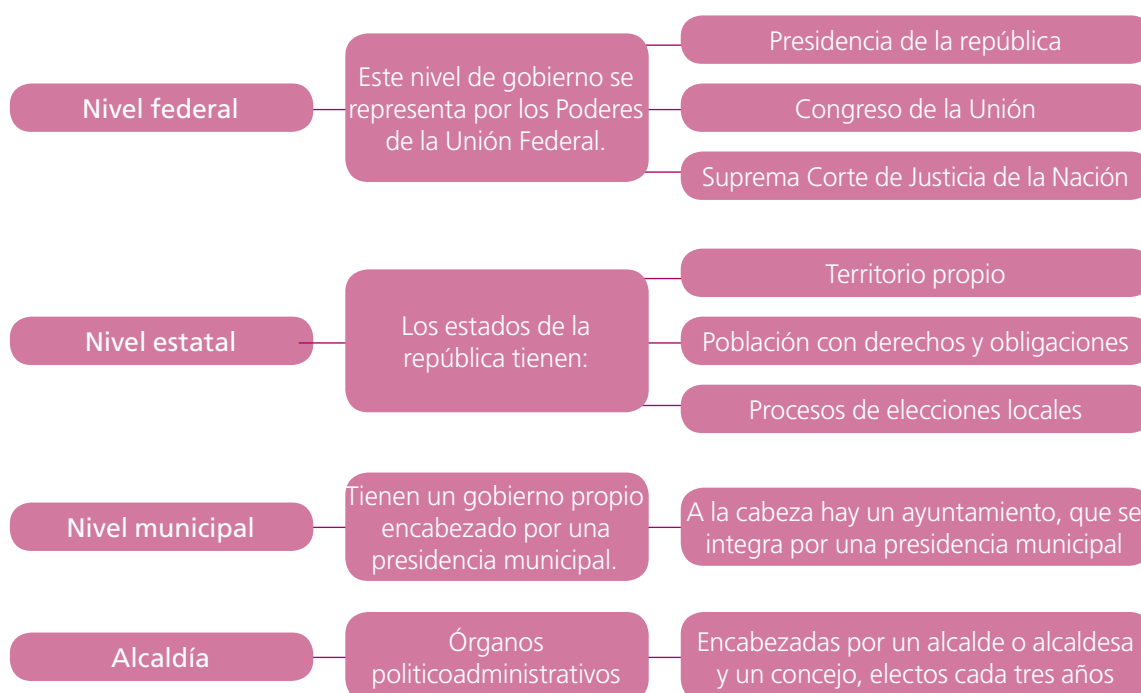 Nivel federal
Este nivel de gobierno se
representa por los Poderes
de la Unión Federal.
Presidencia de la república
Congreso de la Unión
Suprema Corte de Justicia de la Nación
Nivel estatal
Los estados de la
república tienen:
Territorio propio
Población con derechos y obligaciones
Procesos de elecciones locales
Nivel municipal
Tienen un gobierno propio
encabezado por una
presidencia municipal.
A la cabeza hay un ayuntamiento, que se
integra por una presidencia municipal
Alcaldía
Órganos
politicoadministrativos
Encabezadas por un alcalde o alcaldesa
y un concejo, electos cada tres años